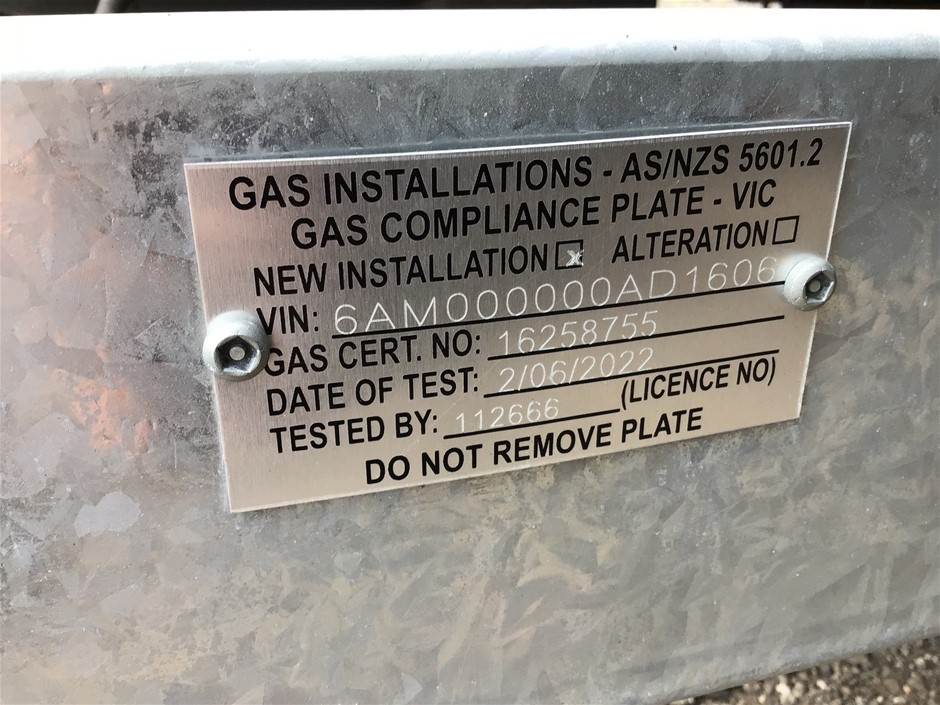 GAS INSTALLATIONS - AS/NZS 5601.2
GAS COMPLIANCE PLATE - VIC
NEW INSTALLATION ☒ ALTERATION ☐
VIN: 6AM000000AD1606
GAS CERT. NO: 16258755
DATE OF TEST: 2/06/2022
TESTED BY: 112666 (LICENCE NO)
DO NOT REMOVE PLATE